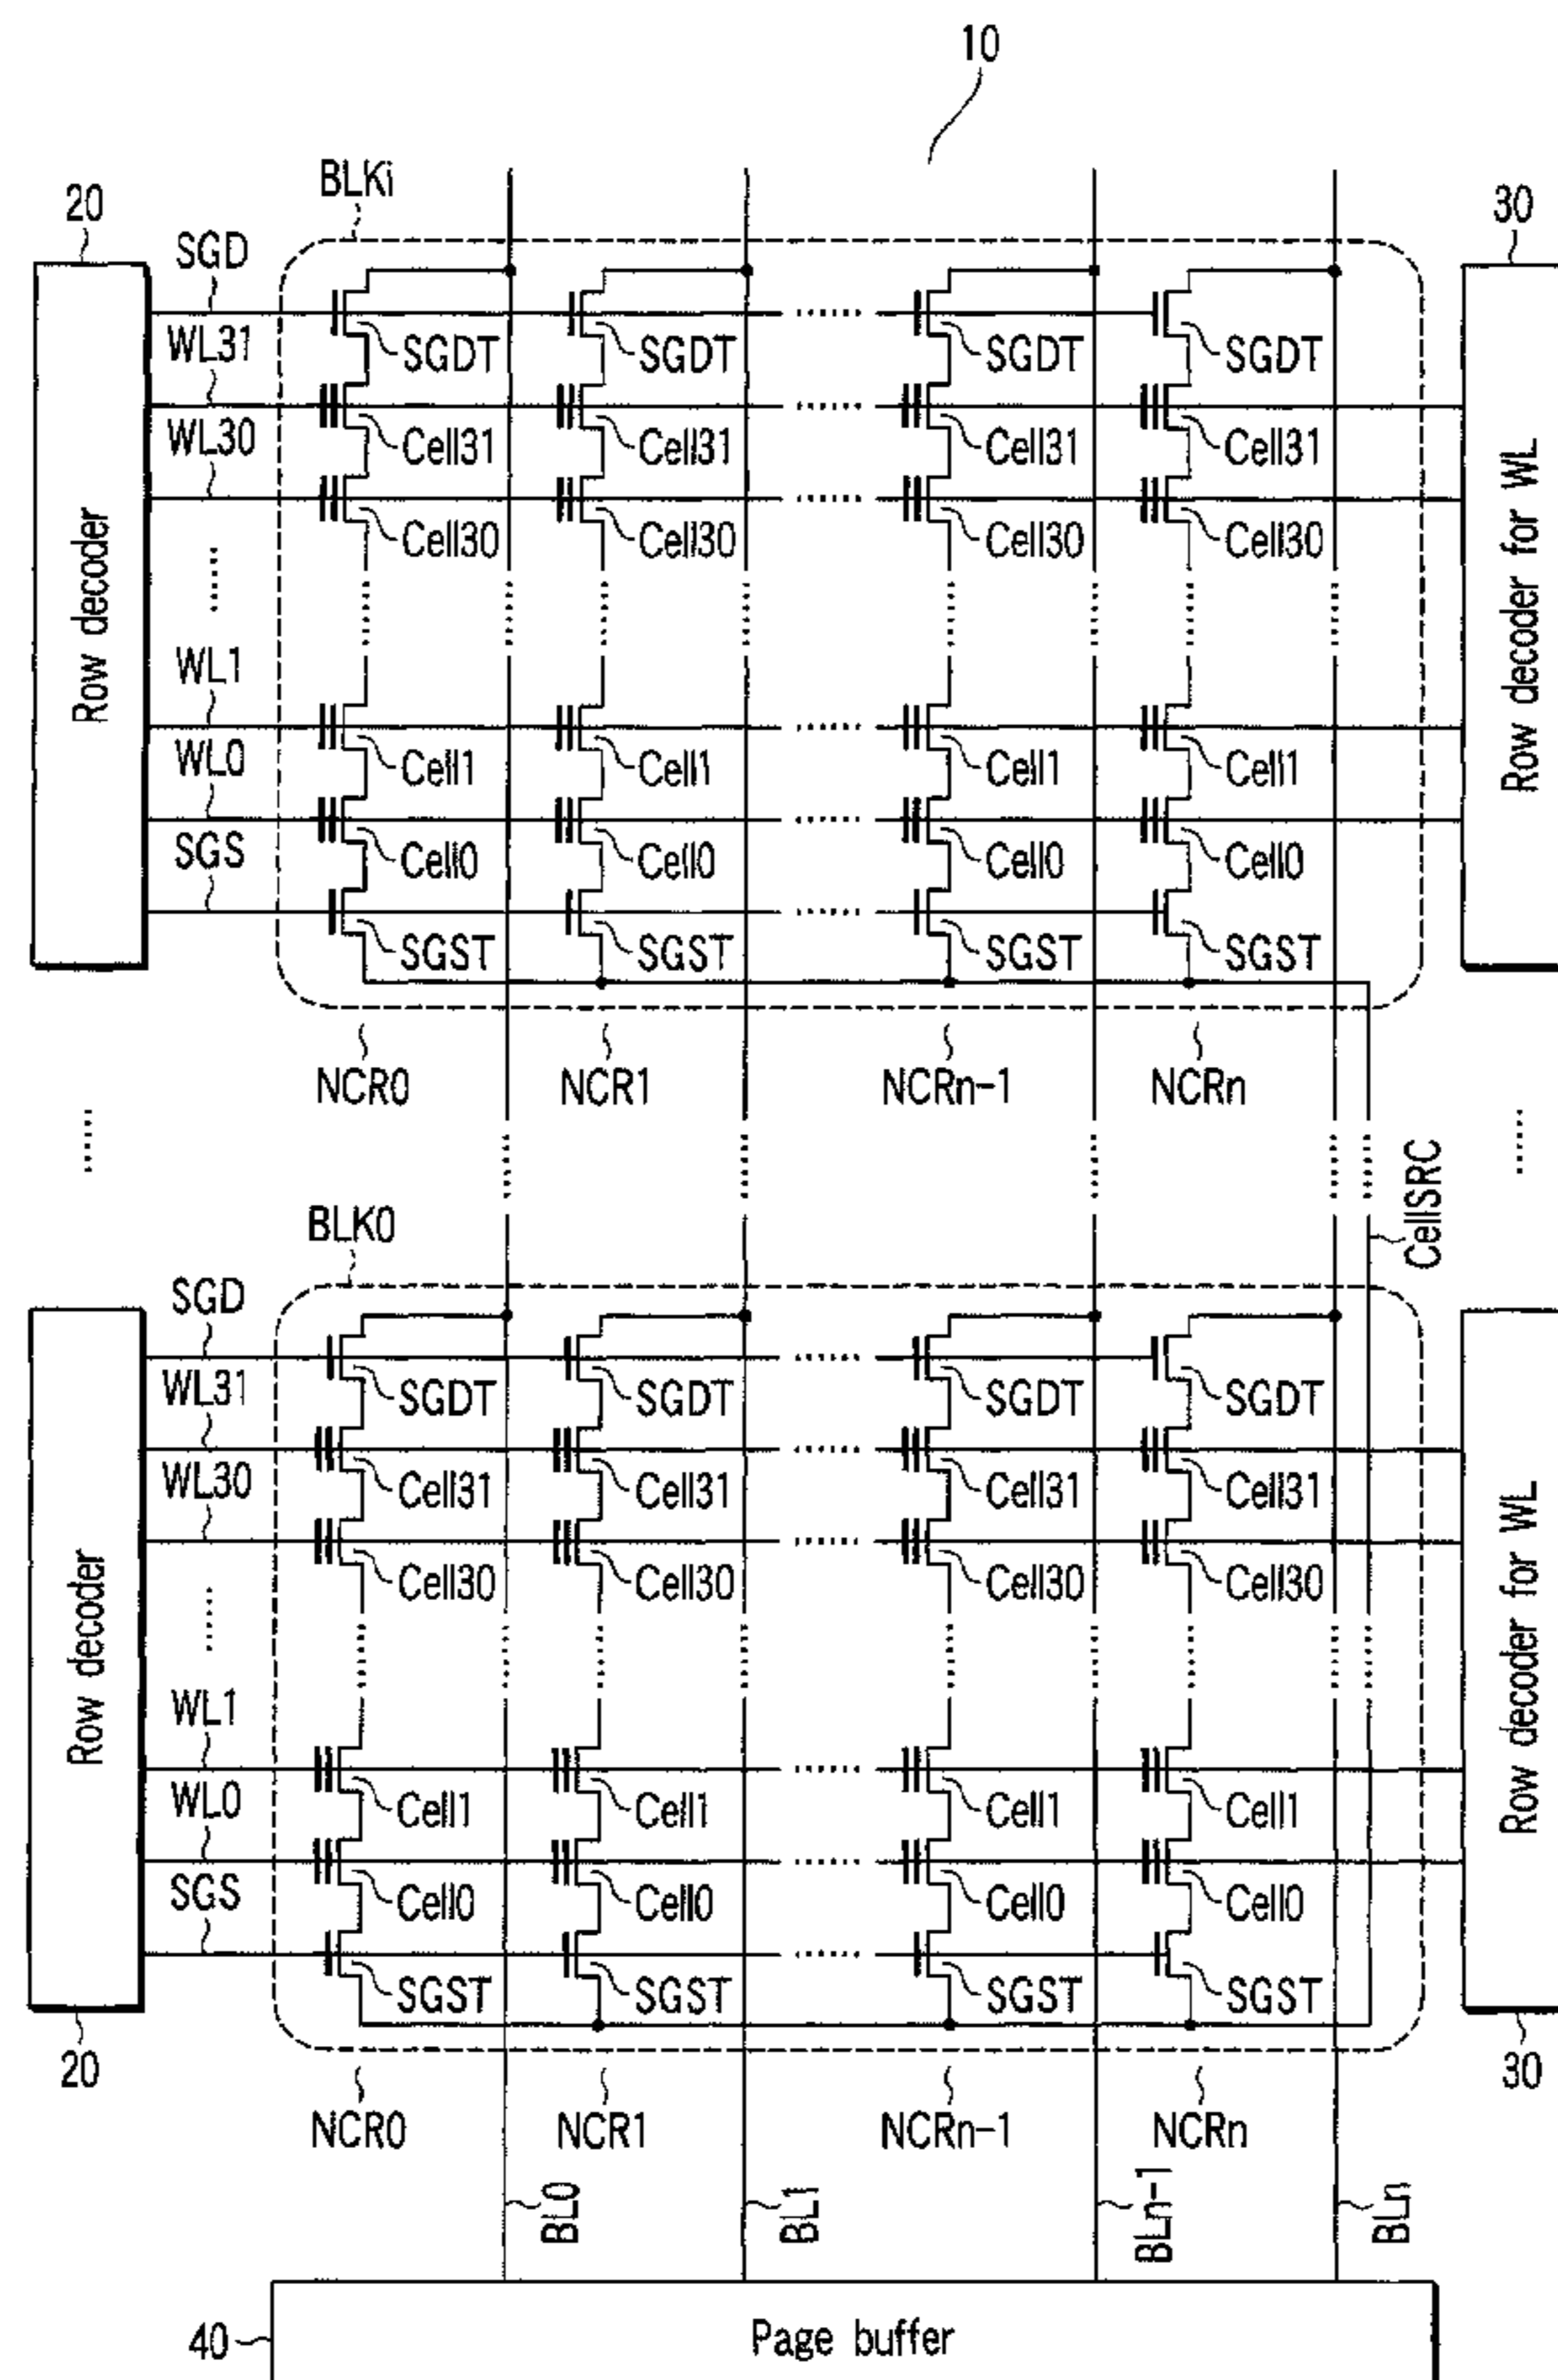 10
BLKi
20
30
SGD
SGDT SGDT SGDT SGDT
WL31
Cell31 Cell31 Cell31 Cell31
WL30
Cell30 Cell30 Cell30 Cell30
Row decoder
Row decoder for WL
WL1
Cell1 Cell1 Cell1 Cell1
WL0
Cell0 Cell0 Cell0 Cell0
SGS
SGST SGST SGST SGST
NCR0 NCR1 NCRn-1 NCRn
CellSRC
BLK0
SGD
SGDT SGDT SGDT SGDT
WL31
Cell31 Cell31 Cell31 Cell31
WL30
Cell30 Cell30 Cell30 Cell30
Row decoder
Row decoder for WL
WL1
Cell1 Cell1 Cell1 Cell1
WL0
Cell0 Cell0 Cell0 Cell0
SGS
SGST SGST SGST SGST
20
30
NCR0 NCR1 NCRn-1 NCRn
BL0 BL1 BLn-1 BLn
40
Page buffer